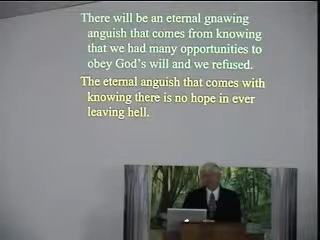 There will be an eternal gnawing
anguish that comes from knowing
that we had many opportunities to
obey God's will and we refused.
The eternal anguish that comes with
knowing there is no hope in ever
leaving hell.